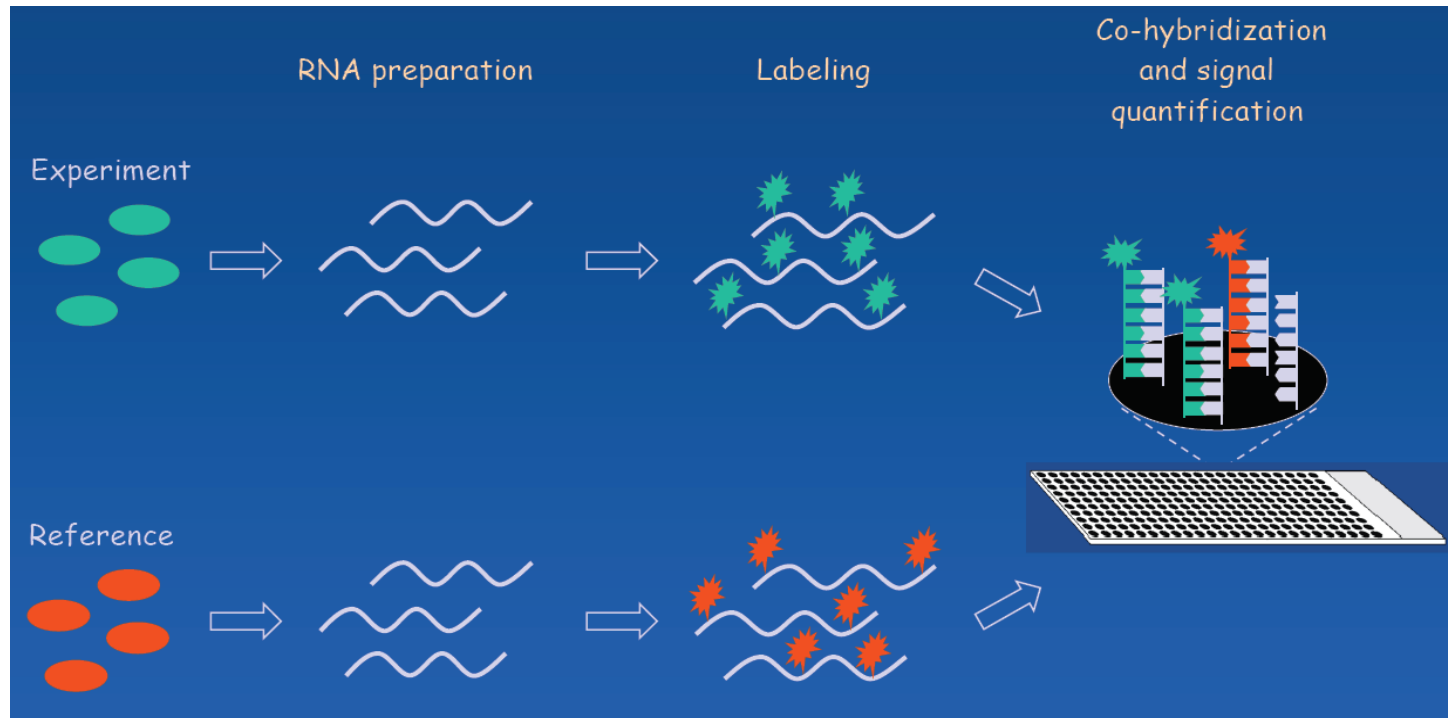 RNA preparation
Labeling
Co-hybridization
and signal
quantification
Experiment
Reference